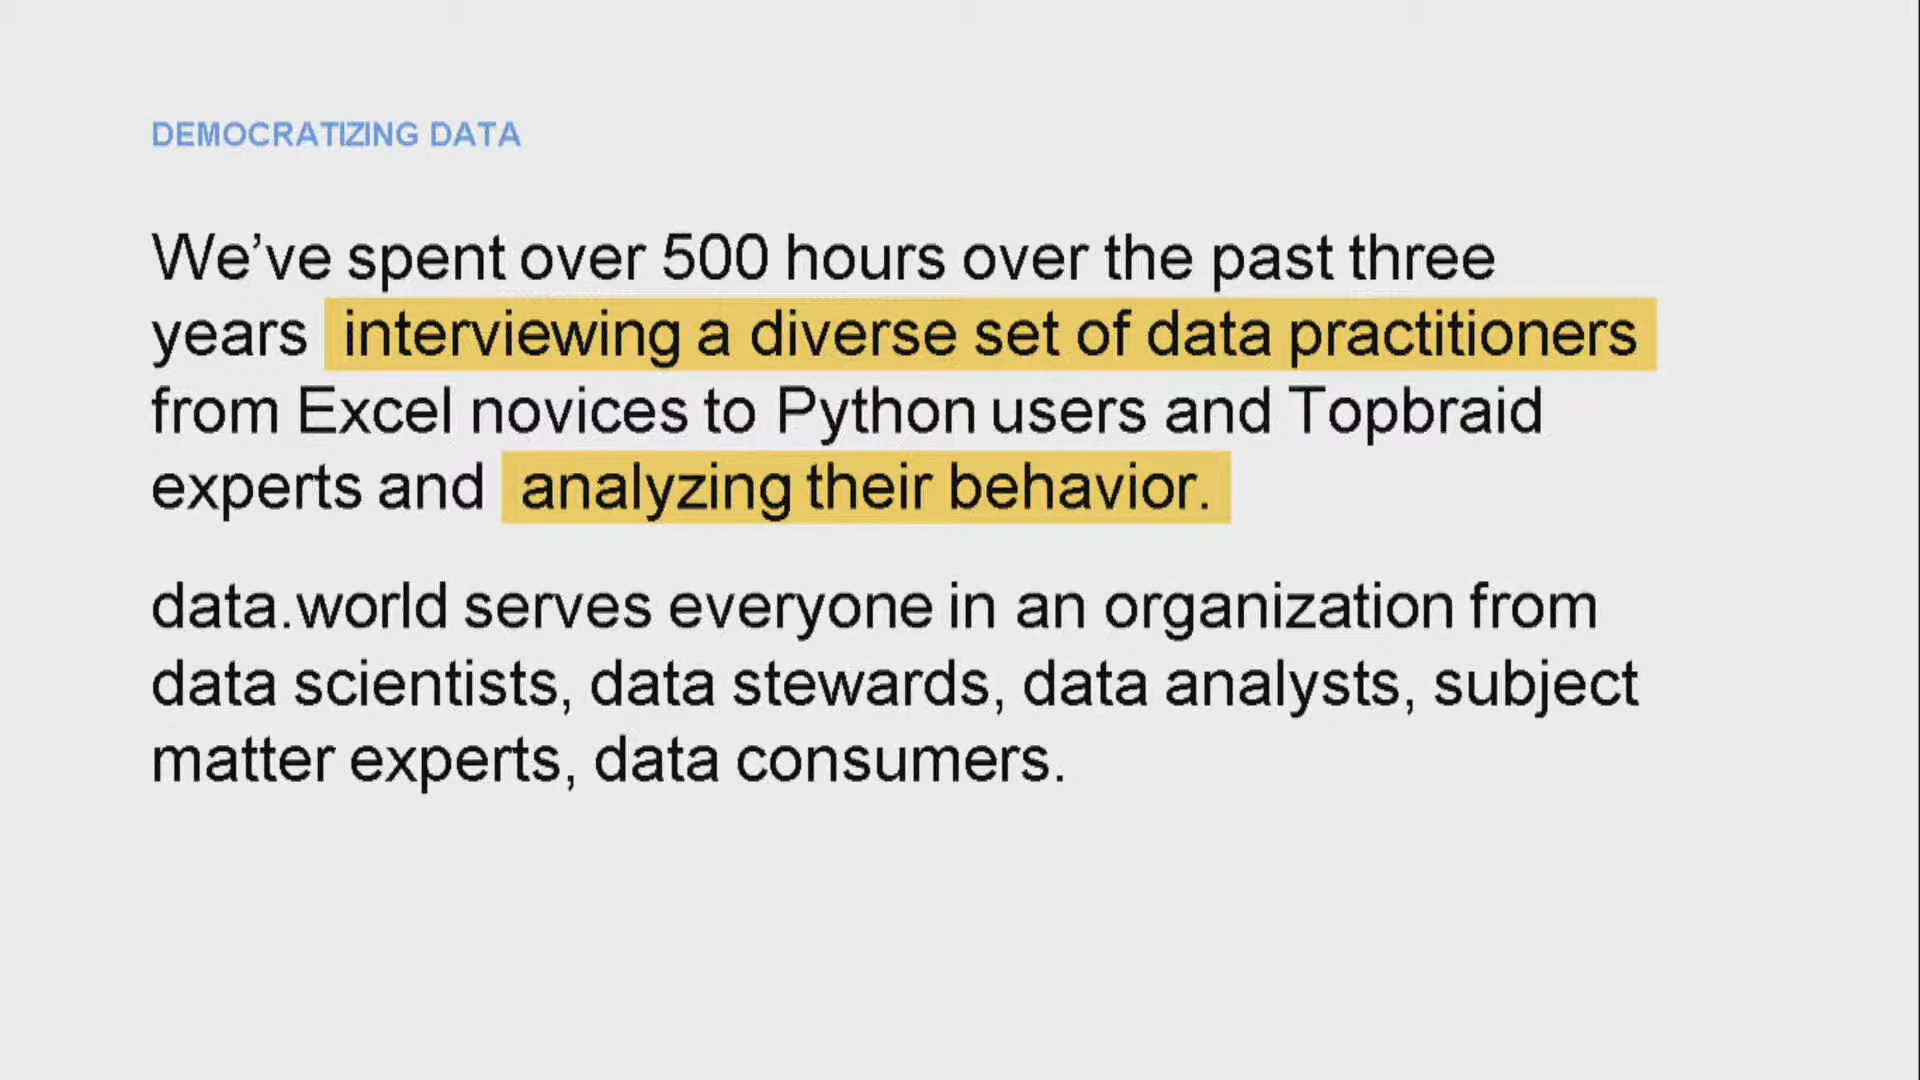 DEMOCRATIZING DATA
We’ve spent over 500 hours over the past three
years interviewing a diverse set of data practitioners
from Excel novices to Python users and Topbraid
experts and analyzing their behavior.
data.world serves everyone in an organization from
data scientists, data stewards, data analysts, subject
matter experts, data consumers.